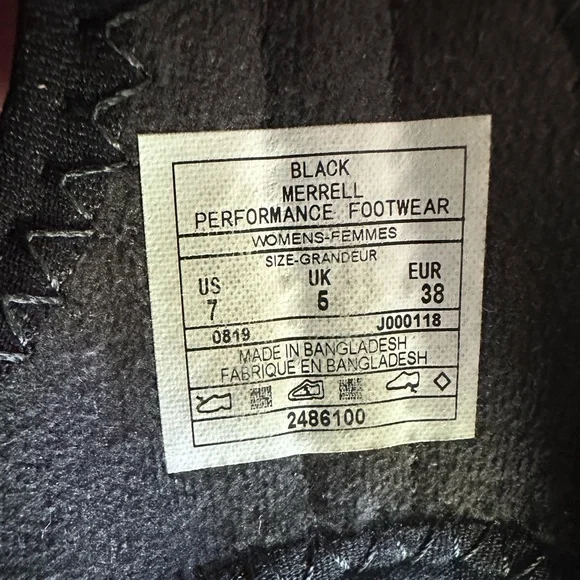 BLACK
MERRELL
PERFORMANCE FOOTWEAR
WOMENS-FEMMES
SIZE-GRANDEUR
US UK EUR
7 5 38
0819 J000118
MADE IN BANGLADESH
FABRIQUE EN BANGLADESH
2486100